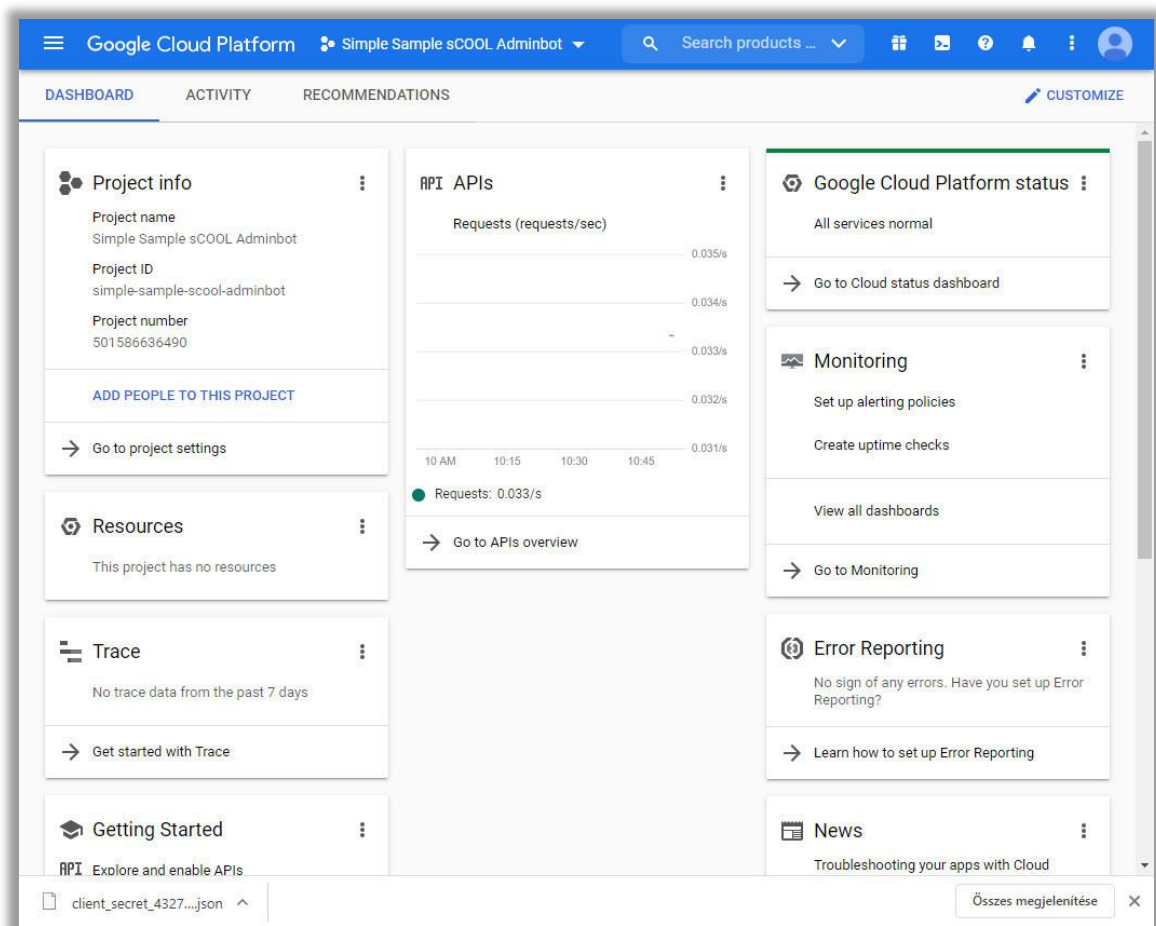 Google Cloud Platform
Simple Sample sCOOL Adminbot
Search products ...
DASHBOARD
ACTIVITY
RECOMMENDATIONS
CUSTOMIZE
Project info
Project name
Simple Sample sCOOL Adminbot
Project ID
simple-sample-scool-adminbot
Project number
501586636490
ADD PEOPLE TO THIS PROJECT
Go to project settings
Resources
This project has no resources
Trace
No trace data from the past 7 days
Get started with Trace
Getting Started
API Explore and enable APIs
API APIs
Requests (requests/sec)
0.035/s
0.034/s
0.033/s
0.032/s
0.031/s
10 AM 10:15 10:30 10:45
Requests: 0.033/s
Go to APIs overview
Google Cloud Platform status
All services normal
Go to Cloud status dashboard
Monitoring
Set up alerting policies
Create uptime checks
View all dashboards
Go to Monitoring
Error Reporting
No sign of any errors. Have you set up Error
Reporting?
Learn how to set up Error Reporting
News
Troubleshooting your apps with Cloud
client_secret_4327....json
Összes megjelenítése